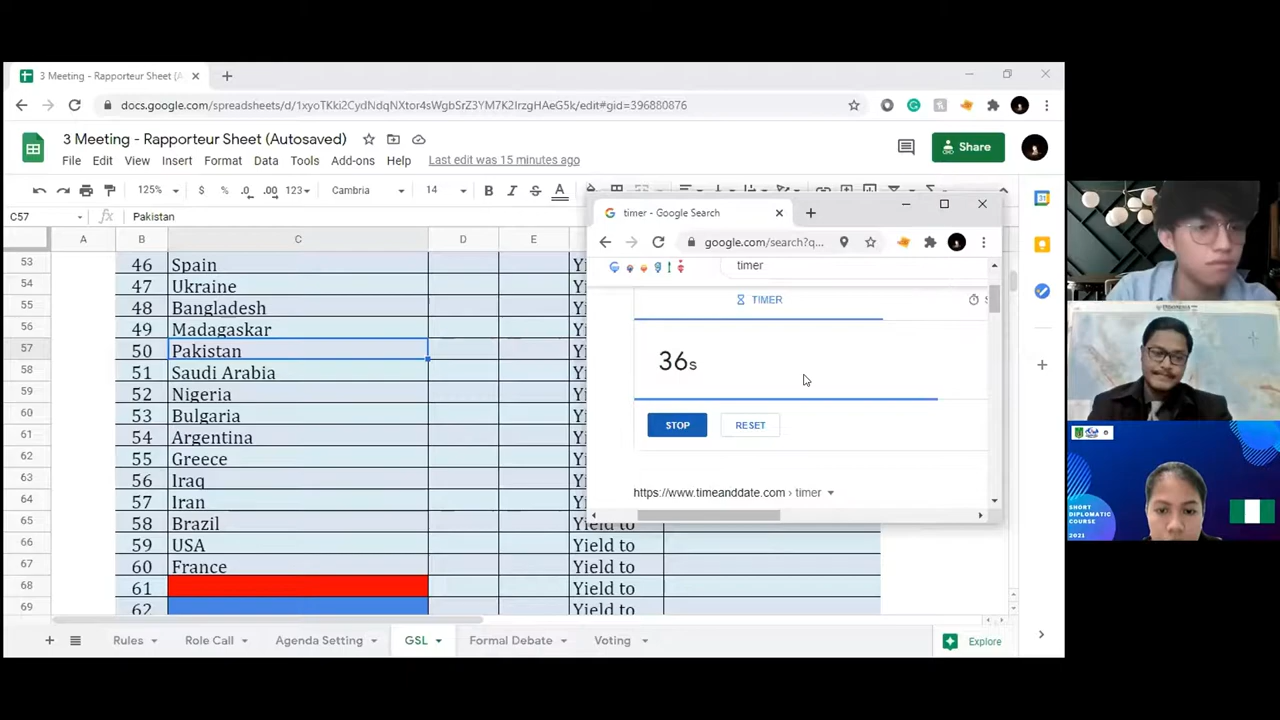 3 Meeting - Rapporteur Sheet (A
docs.google.com/spreadsheets/d/1xyoTKki2CydNdqNXtor4sWgbSrZ3YM7K2IrzgHAeG5k/edit#gid=396880876
3 Meeting - Rapporteur Sheet (Autosaved)
Share
File Edit View Insert Format Data Tools Add-ons Help Last edit was 15 minutes ago
125% $ % .0 .00 123 Cambria 14 B I S A
C57 fx Pakistan
A B C D E
53 46 Spain
54 47 Ukraine
55 48 Bangladesh
56 49 Madagaskar
57 50 Pakistan
58 51 Saudi Arabia
59 52 Nigeria
60 53 Bulgaria
61 54 Argentina
62 55 Greece
63 56 Iraq
64 57 Iran
65 58 Brazil Yield to
66 59 USA Yield to
67 60 France Yield to
68 61 Yield to
69 62 Yield to
Rules Role Call Agenda Setting GSL Formal Debate Voting Explore
timer - Google Search
google.com/search?q...
timer
TIMER
36s
STOP RESET
https://www.timeanddate.com › timer
SHORT
DIPLOMATIC
COURSE
2021